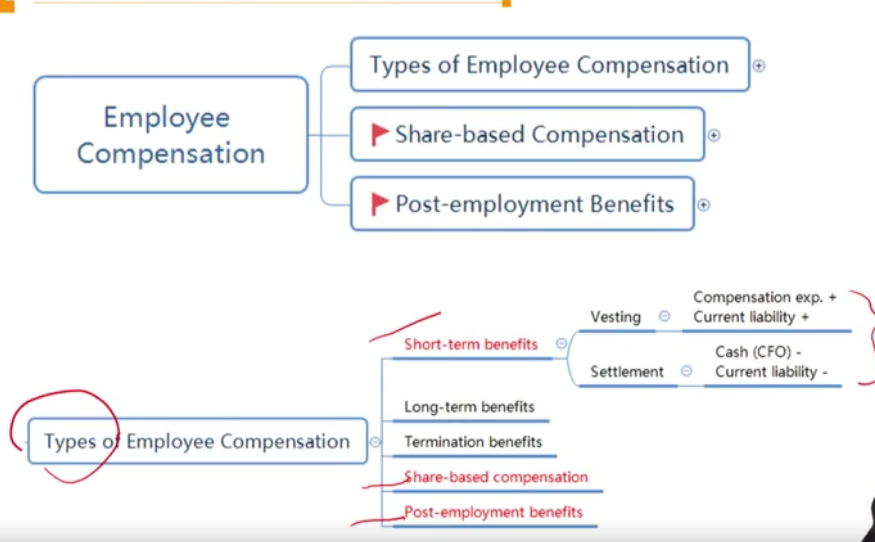 Employee
Compensation
Types of Employee Compensation
Share-based Compensation
Post-employment Benefits
Types of Employee Compensation
Short-term benefits
Vesting
Compensation exp. +
Current liability +
Settlement
Cash (CFO) -
Current liability -
Long-term benefits
Termination benefits
Share-based compensation
Post-employment benefits